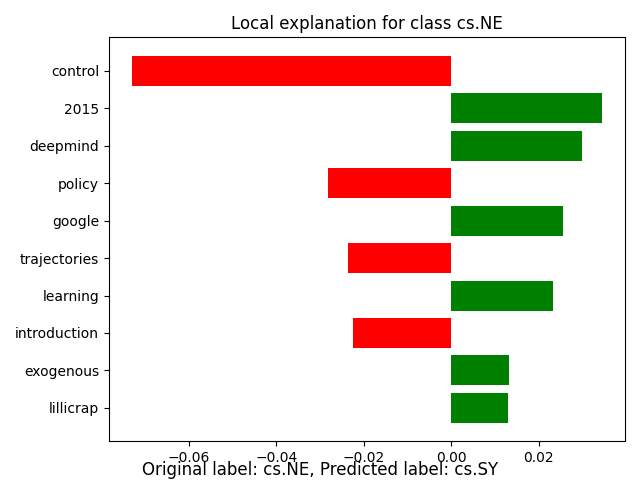 Local explanation for class cs.NE
control
2015
deepmind
policy
google
trajectories
learning
introduction
exogenous
lillicrap
−0.06 −0.04 −0.02 0.00 0.02
Original label: cs.NE, Predicted label: cs.SY